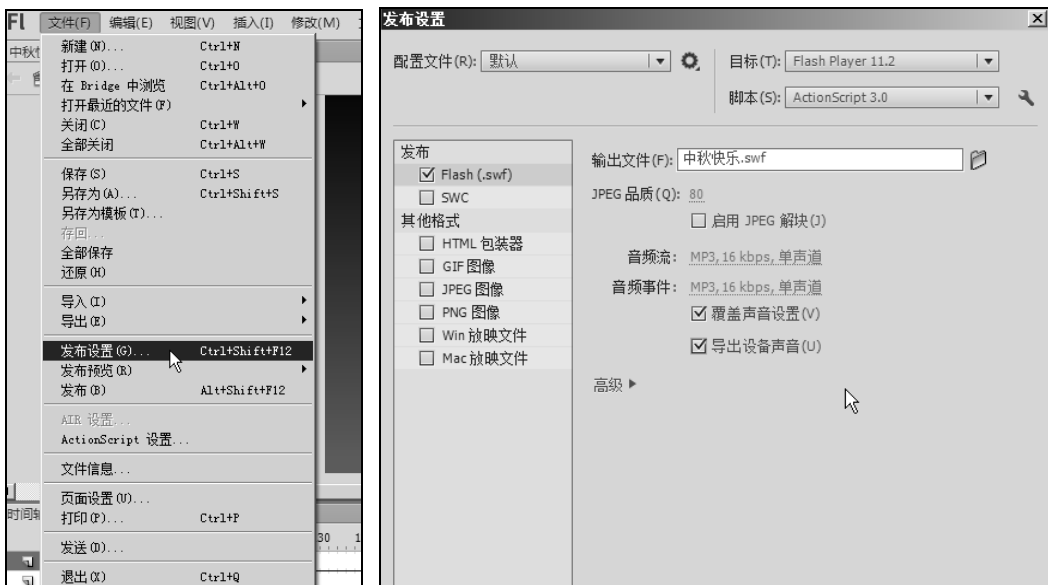 Fl 文件(F) 编辑(E) 视图(V) 插入(I) 修改(M)
新建(N)... Ctrl+N
打开(O)... Ctrl+O
在 Bridge 中浏览 Ctrl+Alt+O
打开最近的文件(P)
关闭(C) Ctrl+W
全部关闭 Ctrl+Alt+W
保存(S) Ctrl+S
另存为(A)... Ctrl+Shift+S
另存为模板(T)...
存回...
全部保存
还原(H)
导入(I)
导出(E)
发布设置(G)... Ctrl+Shift+F12
发布预览(R)
发布(B) Alt+Shift+F12
AIR 设置...
ActionScript 设置...
文件信息...
页面设置(U)...
打印(P)... Ctrl+P
发送(D)...
退出(X) Ctrl+Q
30
发布设置
配置文件(R): 默认
目标(T): Flash Player 11.2
脚本(S): ActionScript 3.0
发布
Flash (.swf)
SWC
其他格式
HTML 包装器
GIF 图像
JPEG 图像
PNG 图像
Win 放映文件
Mac 放映文件
输出文件(F): 中秋快乐.swf
JPEG 品质(Q): 80
启用 JPEG 解块(J)
音频流: MP3, 16 kbps, 单声道
音频事件: MP3, 16 kbps, 单声道
覆盖声音设置(V)
导出设备声音(U)
高级